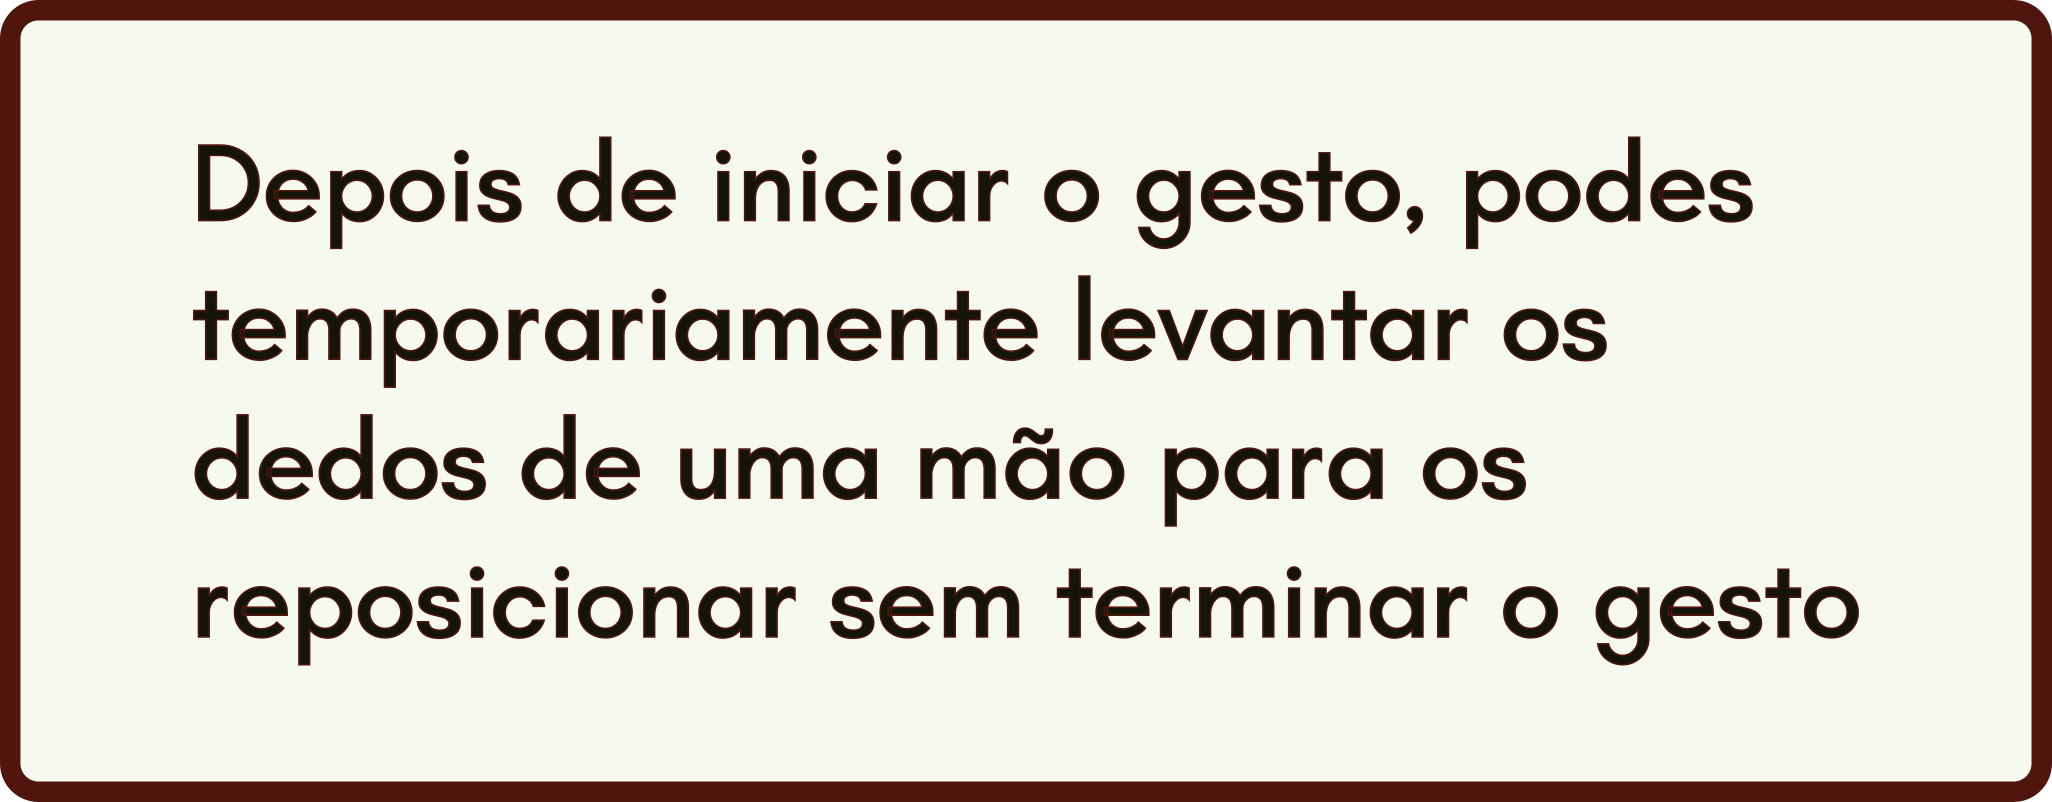 Depois de iniciar o gesto, podes
temporariamente levantar os
dedos de uma mão para os
reposicionar sem terminar o gesto